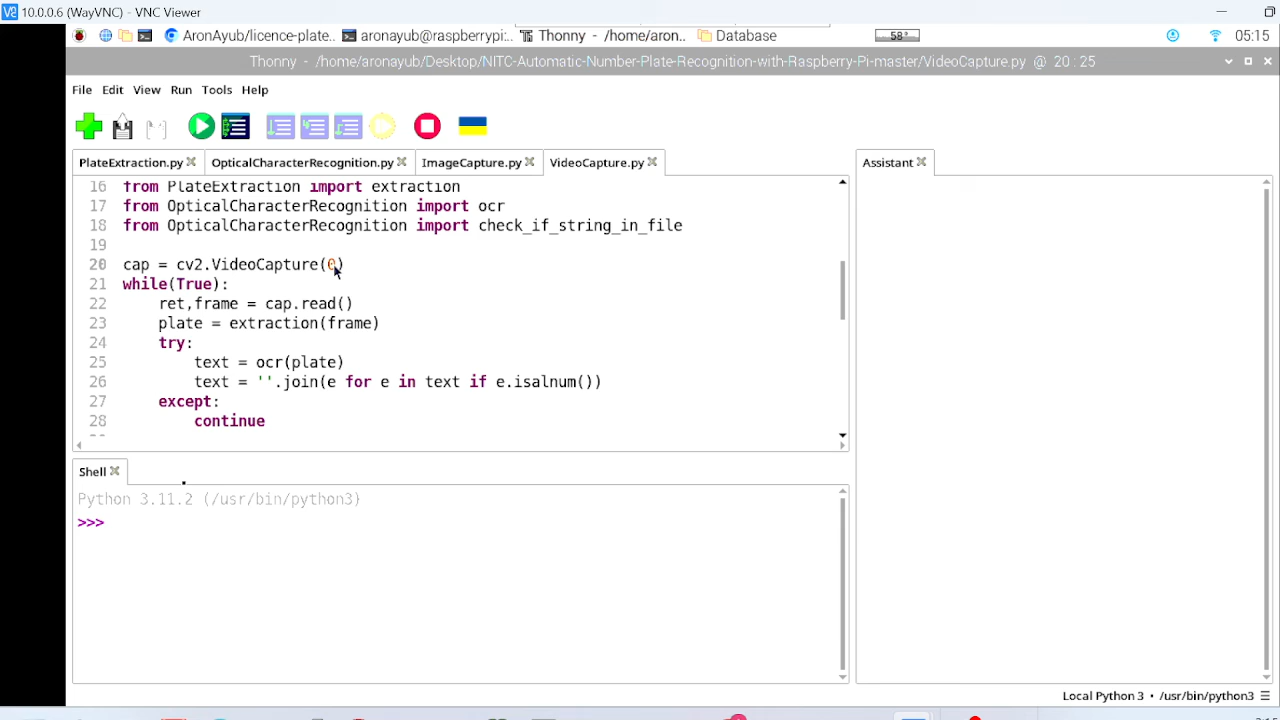 10.0.0.6 (WayVNC) - VNC Viewer
AronAyub/licence-plate.. aronayub@raspberrypi:.. Thonny - /home/aron.. Database 58° 05:15
Thonny - /home/aronayub/Desktop/NITC-Automatic-Number-Plate-Recognition-with-Raspberry-Pi-master/VideoCapture.py @ 20 : 25
File Edit View Run Tools Help
PlateExtraction.py OpticalCharacterRecognition.py ImageCapture.py VideoCapture.py Assistant
16 from PlateExtraction import extraction
17 from OpticalCharacterRecognition import ocr
18 from OpticalCharacterRecognition import check_if_string_in_file
19
20 cap = cv2.VideoCapture(0)
21 while(True):
22 ret,frame = cap.read()
23 plate = extraction(frame)
24 try:
25 text = ocr(plate)
26 text = ''.join(e for e in text if e.isalnum())
27 except:
28 continue
Shell
Python 3.11.2 (/usr/bin/python3)
>>>
Local Python 3 • /usr/bin/python3 ☰